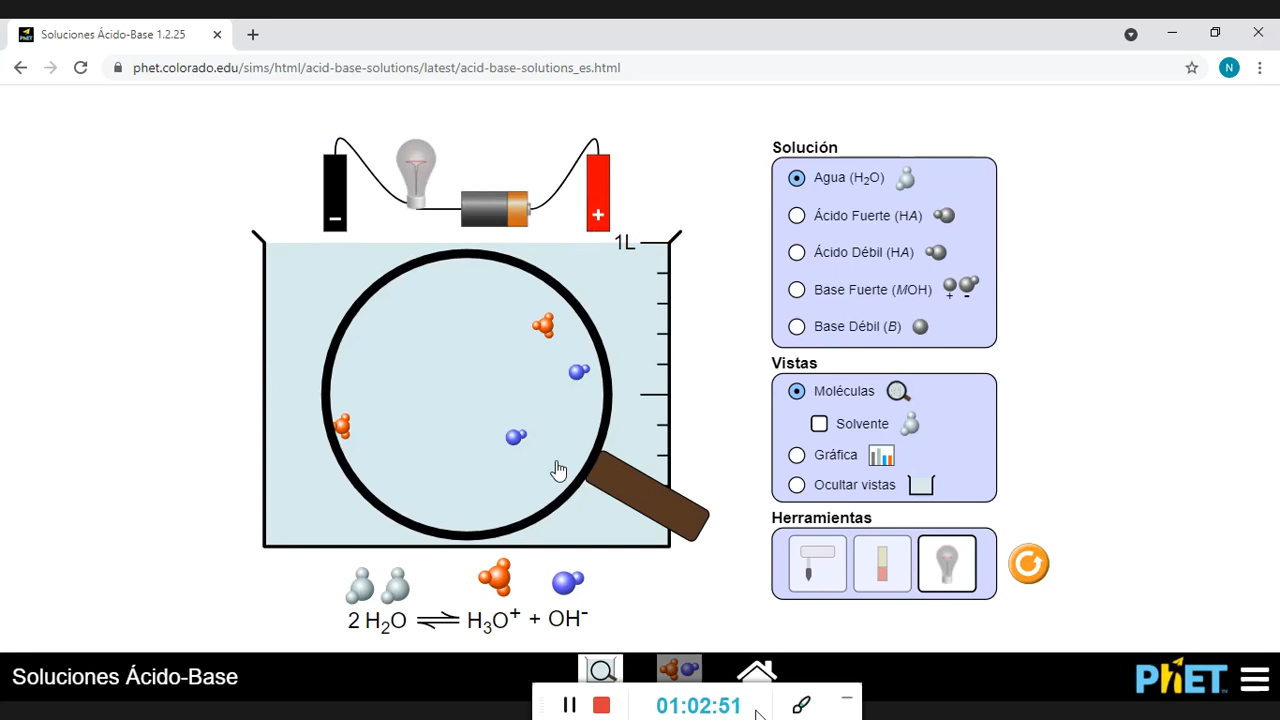 Soluciones Ácido-Base 1.2.25
N
phet.colorado.edu/sims/html/acid-base-solutions/latest/acid-base-solutions_es.html
Solución
Agua (H₂O)
Ácido Fuerte (HA)
Ácido Débil (HA)
Base Fuerte (MOH)
+ -
Base Débil (B)
- +
1L
Vistas
Moléculas
Solvente
Gráfica
Ocultar vistas
Herramientas
2 H₂O ⇌ H₃O⁺ + OH⁻
Soluciones Ácido-Base
PhET
01:02:51